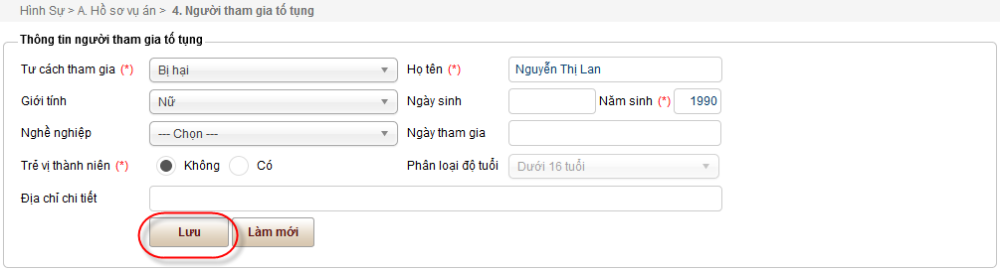 Hình Sự > A. Hồ sơ vụ án > 4. Người tham gia tố tụng
Thông tin người tham gia tố tụng
Tư cách tham gia (*) Bị hại Họ tên (*) Nguyễn Thị Lan
Giới tính Nữ Ngày sinh Năm sinh (*) 1990
Nghề nghiệp --- Chọn --- Ngày tham gia
Trẻ vị thành niên (*) Không Có Phân loại độ tuổi Dưới 16 tuổi
Địa chỉ chi tiết
Lưu Làm mới